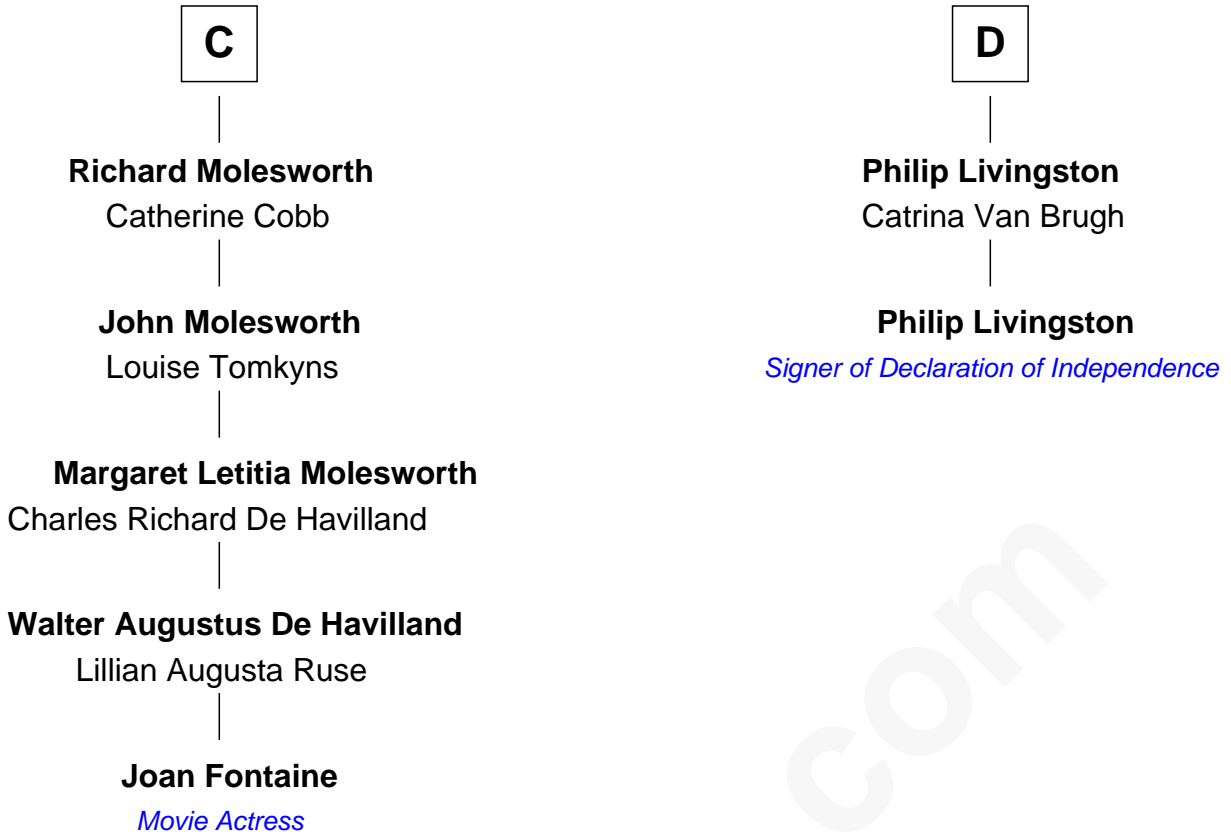 C
Richard Molesworth
Catherine Cobb
John Molesworth
Louise Tomkyns
Margaret Letitia Molesworth
Charles Richard De Havilland
Walter Augustus De Havilland
Lillian Augusta Ruse
Joan Fontaine
Movie Actress
D
Philip Livingston
Catrina Van Brugh
Philip Livingston
Signer of Declaration of Independence
com